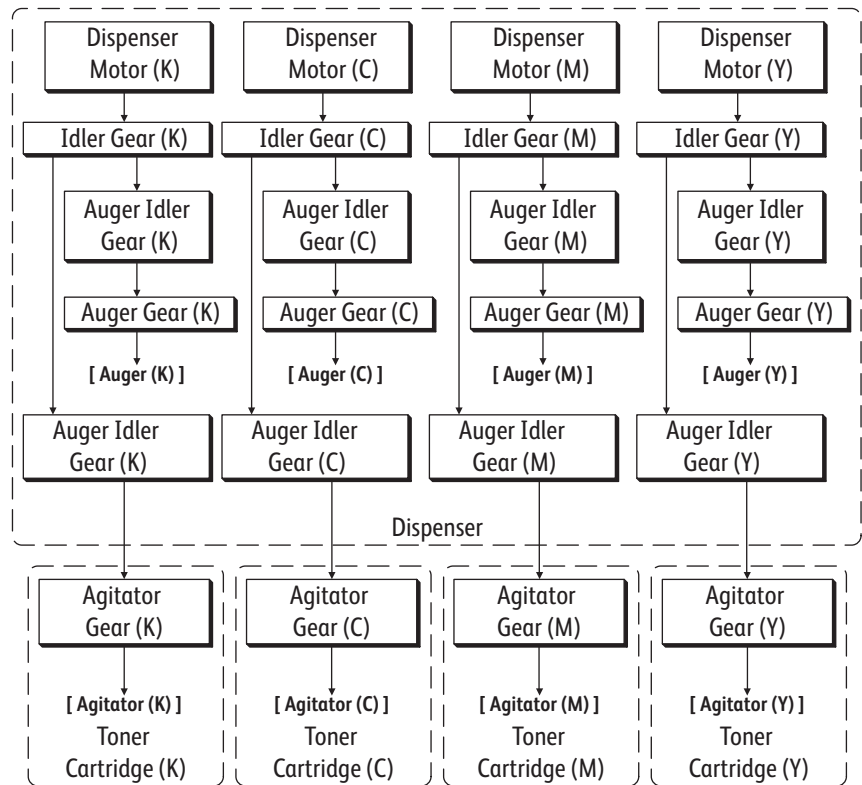 Dispenser
Motor (K)
Dispenser
Motor (C)
Dispenser
Motor (M)
Dispenser
Motor (Y)
Idler Gear (K)
Idler Gear (C)
Idler Gear (M)
Idler Gear (Y)
Auger Idler
Gear (K)
Auger Idler
Gear (C)
Auger Idler
Gear (M)
Auger Idler
Gear (Y)
Auger Gear (K)
Auger Gear (C)
Auger Gear (M)
Auger Gear (Y)
[ Auger (K) ]
[ Auger (C) ]
[ Auger (M) ]
[ Auger (Y) ]
Auger Idler
Gear (K)
Auger Idler
Gear (C)
Auger Idler
Gear (M)
Auger Idler
Gear (Y)
Dispenser
Agitator
Gear (K)
Agitator
Gear (C)
Agitator
Gear (M)
Agitator
Gear (Y)
[ Agitator (K) ]
[ Agitator (C) ]
[ Agitator (M) ]
[ Agitator (Y) ]
Toner
Cartridge (K)
Toner
Cartridge (C)
Toner
Cartridge (M)
Toner
Cartridge (Y)